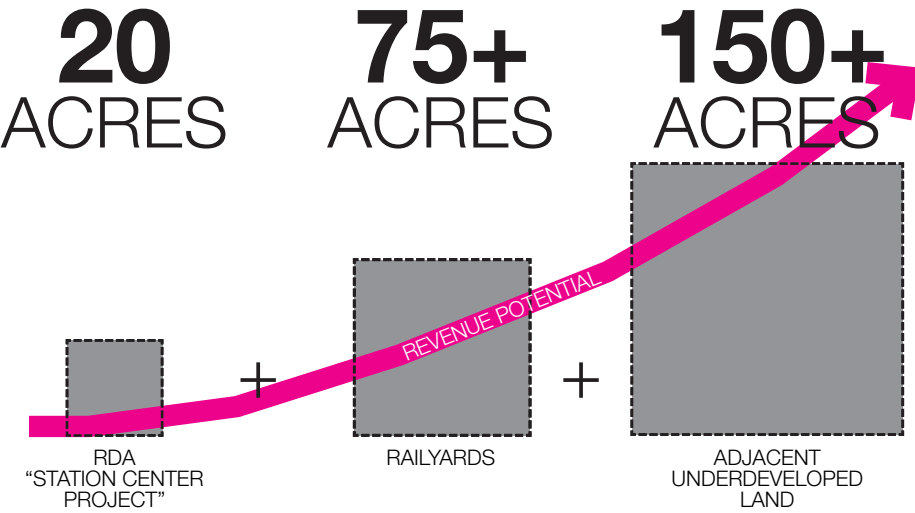 20
ACRES
75+
ACRES
150+
ACRES
REVENUE POTENTIAL
+
+
RDA
“STATION CENTER
PROJECT”
RAILYARDS
ADJACENT
UNDERDEVELOPED
LAND